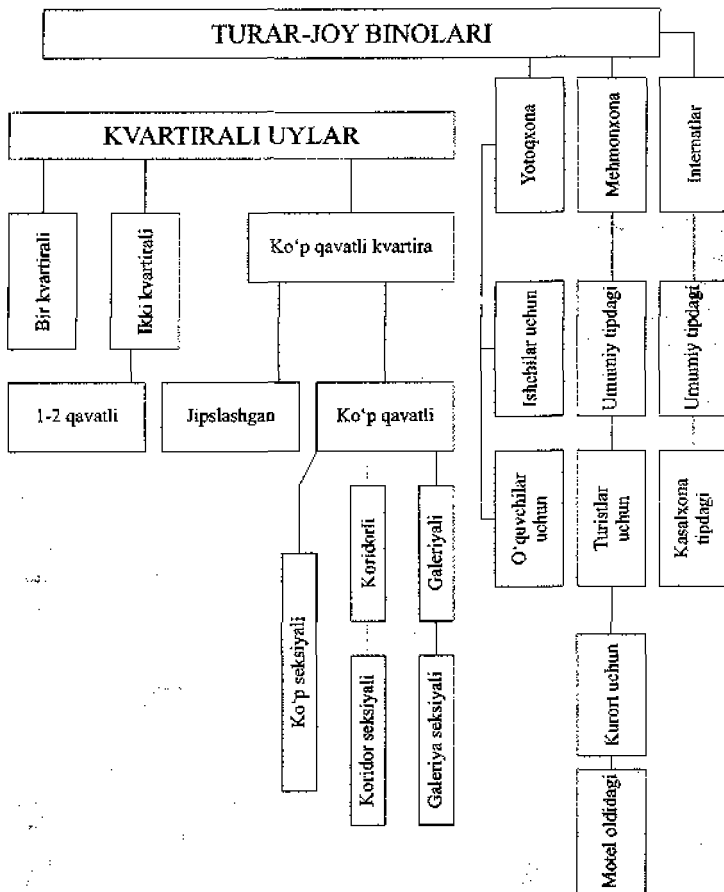 TURAR-JOY BINOLARI
KVARTIRALI UYLAR
Yotoqxona
Mehmonxona
Internatlar
Bir kvartirali
Ikki kvartirali
Ko‘p qavatli kvartira
Ishchilar uchun
Umumiy tipdagi
Umumiy tipdagi
1-2 qavatli
Jipslashgan
Ko‘p qavatli
O‘quvchilar
uchun
Turistlar
uchun
Kasalxona
tipdagi
Ko‘p seksiyali
Koridorli
Galeriyali
Koridor seksiyali
Galeriya seksiyali
Kurort uchun
Motel oldidagi